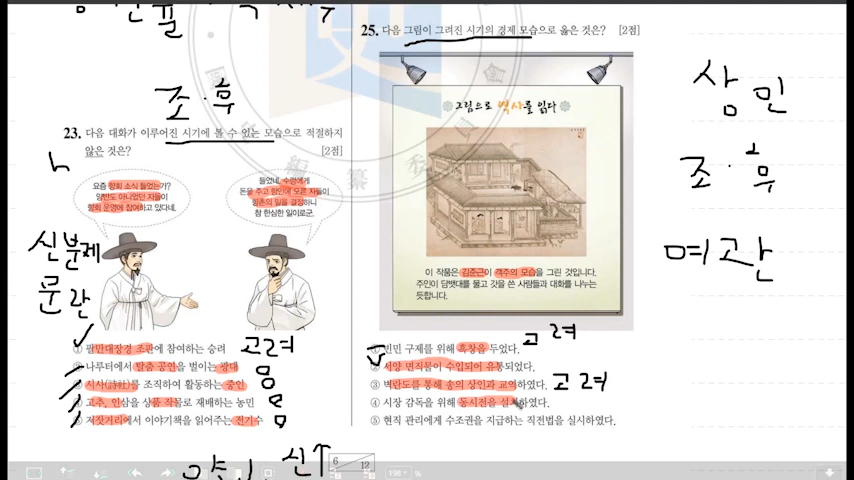 조.후
23. 다음 대화가 이루어진 시기에 볼 수 있는 모습으로 적절하지
않은 것은? [2점]
요즘 향회 소식 들었는가?
양반도 아니었던 자들이
향회 운영에 참여하고 있다네.
들었네. 수령에게
돈을 주고 향안에 오른 자들이
향촌의 일을 결정하니
참 한심한 일이로군.
신분제
문란
① 팔만대장경 조판에 참여하는 승려
고려
② 나루터에서 탈춤 공연을 벌이는 광대
③ 시사(詩社)를 조직하여 활동하는 중인
④ 고추, 인삼을 상품 작물로 재배하는 농민
⑤ 저잣거리에서 이야기책을 읽어주는 전기수
신↑
25. 다음 그림이 그려진 시기의 경제 모습으로 옳은 것은? [2점]
그림으로 역사를 읽다
이 작품은 김준근이 객주의 모습을 그린 것입니다.
주인이 담뱃대를 물고 갓을 쓴 사람들과 대화를 나누는
듯합니다.
① 빈민 구제를 위해 흑창을 두었다.
고려
② 서양 면직물이 수입되어 유통되었다.
③ 벽란도를 통해 송의 상인과 교역하였다.
고려
④ 시장 감독을 위해 동시전을 설치하였다.
⑤ 현직 관리에게 수조권을 지급하는 직전법을 실시하였다.
상민
조.후
여고란
6 12
198 %